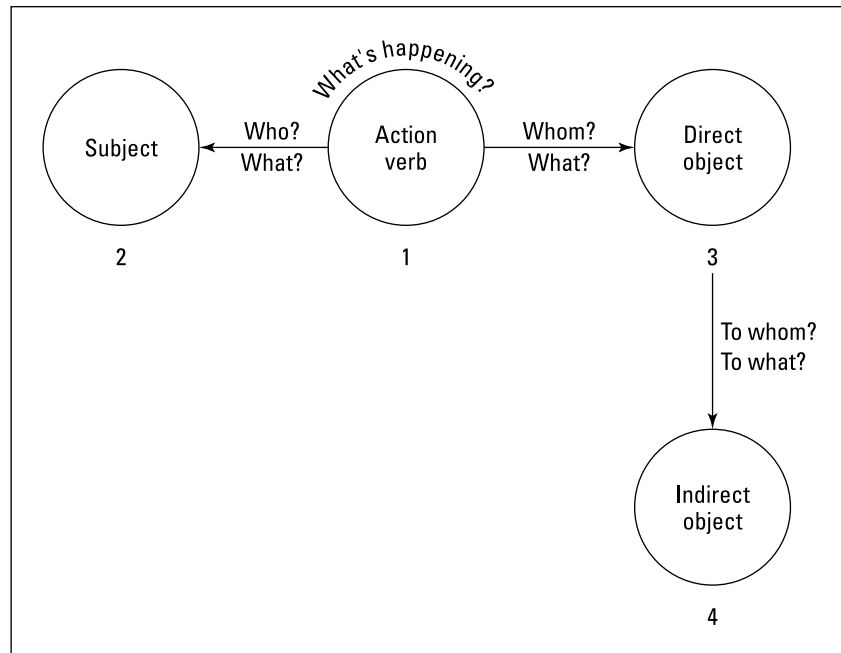 What's happening?
Subject
Who?
What?
Action
verb
Whom?
What?
Direct
object
2
1
3
To whom?
To what?
Indirect
object
4